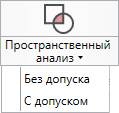 Пространственный
анализ
Без допуска
С допуском